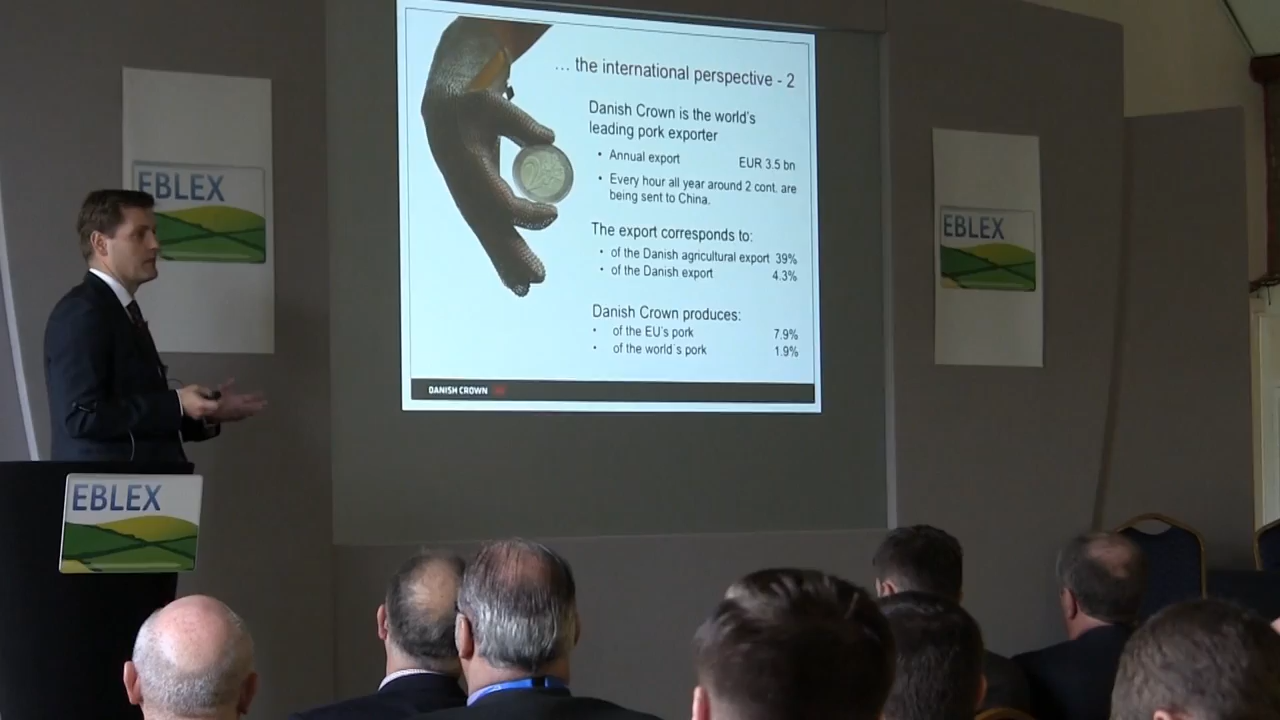 … the international perspective - 2
Danish Crown is the world's
leading pork exporter
• Annual export EUR 3.5 bn
• Every hour all year around 2 cont. are
being sent to China.
The export corresponds to:
• of the Danish agricultural export 39%
• of the Danish export 4.3%
Danish Crown produces:
• of the EU's pork 7.9%
• of the world's pork 1.9%
DANISH CROWN
EBLEX
EBLEX
EBLEX